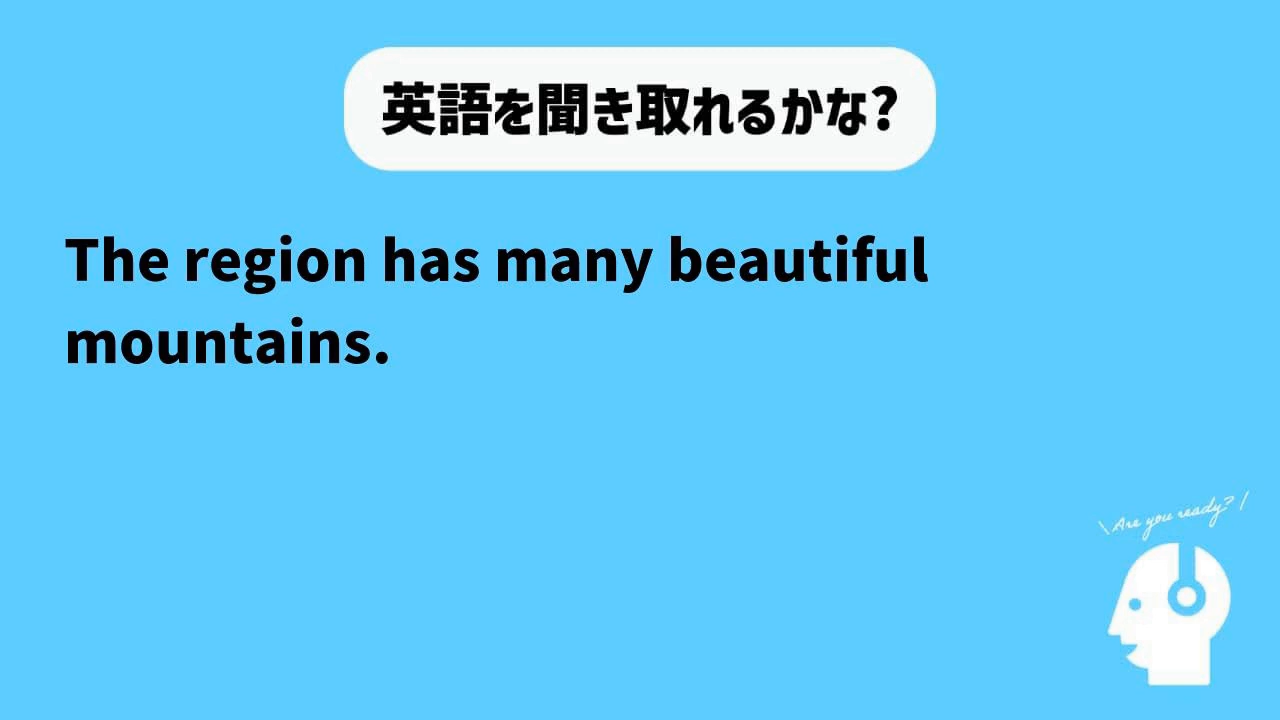 英語を聞き取れるかな?
The region has many beautiful
mountains.
\Are you ready? /